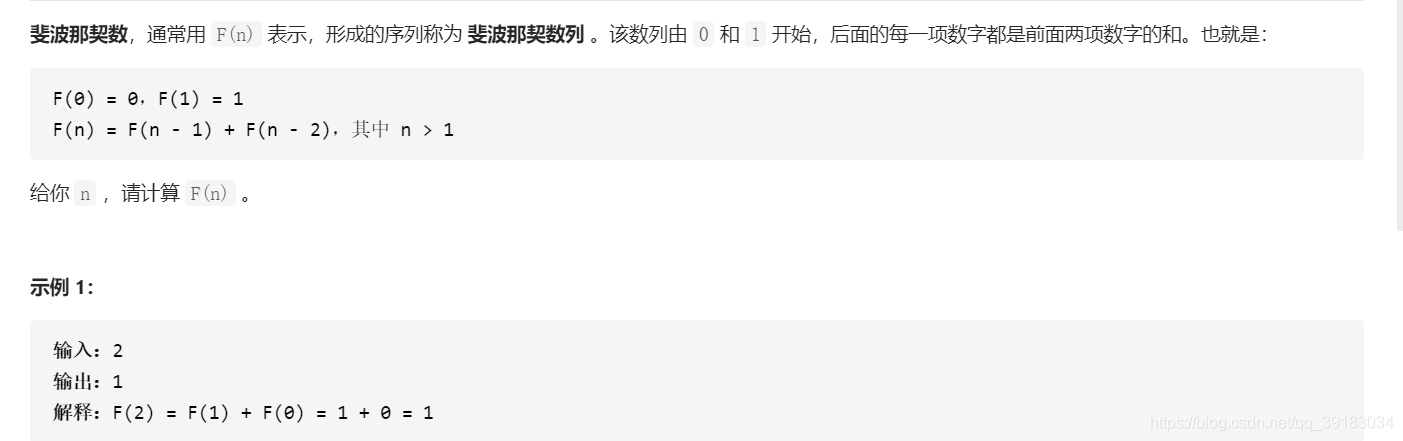 斐波那契数，通常用 F(n) 表示，形成的序列称为 斐波那契数列 。该数列由 0 和 1 开始，后面的每一项数字都是前面两项数字的和。也就是：
F(0) = 0，F(1) = 1
F(n) = F(n - 1) + F(n - 2)，其中 n > 1
给你 n ，请计算 F(n) 。
示例 1：
输入：2
输出：1
解释：F(2) = F(1) + F(0) = 1 + 0 = 1
https://blog.csdn.net/qq_39183034